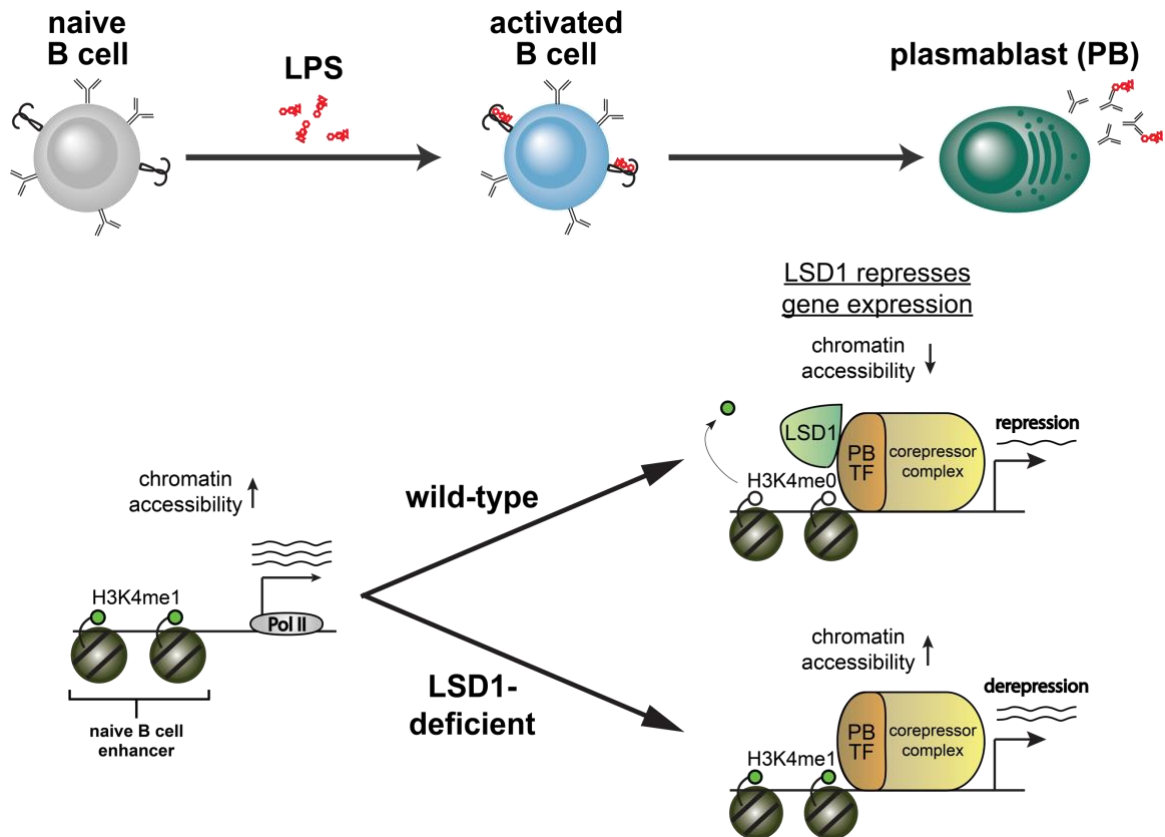 naive
B cell
LPS
activated
B cell
plasmablast (PB)
LSD1 represses
gene expression
chromatin
accessibility ↓
LSD1
PB
TF
corepressor
complex
repression
H3K4me0
wild-type
chromatin
accessibility ↑
H3K4me1
Pol II
naive B cell
enhancer
LSD1-
deficient
chromatin
accessibility ↑
PB
TF
corepressor
complex
derepression
H3K4me1